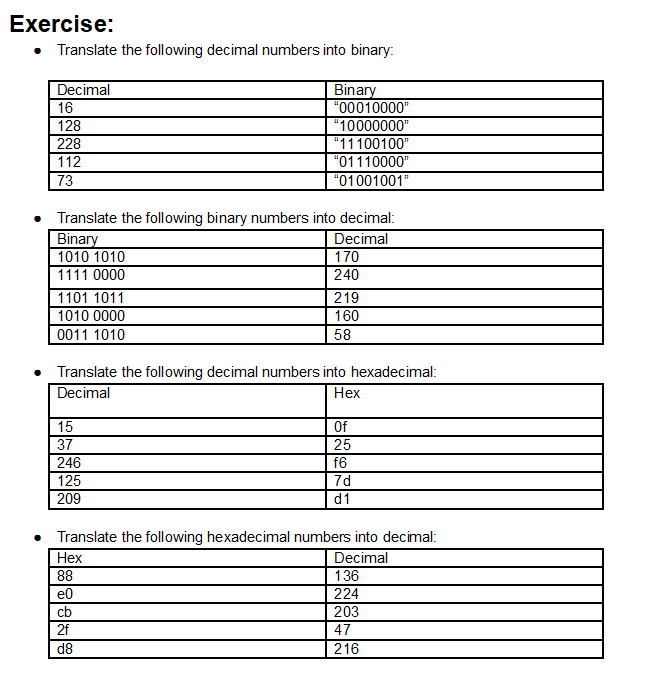 Exercise:
● Translate the following decimal numbers into binary:
Decimal Binary
16 “00010000”
128 “10000000”
228 “11100100”
112 “01110000”
73 “01001001”
● Translate the following binary numbers into decimal:
Binary Decimal
1010 1010 170
1111 0000 240
1101 1011 219
1010 0000 160
0011 1010 58
● Translate the following decimal numbers into hexadecimal:
Decimal Hex
15 0f
37 25
246 f6
125 7d
209 d1
● Translate the following hexadecimal numbers into decimal:
Hex Decimal
88 136
e0 224
cb 203
2f 47
d8 216